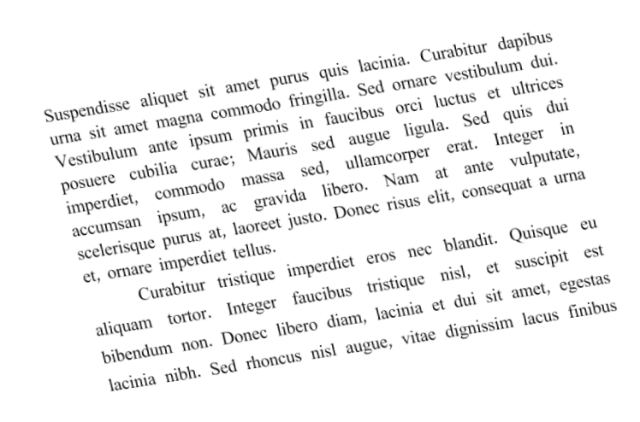 Suspendisse aliquet sit amet purus quis lacinia. Curabitur dapibus
urna sit amet magna commodo fringilla. Sed ornare vestibulum dui.
Vestibulum ante ipsum primis in faucibus orci luctus et ultrices
posuere cubilia curae; Mauris sed augue ligula. Sed quis dui
imperdiet, commodo massa sed, ullamcorper erat. Integer in
accumsan ipsum, ac gravida libero. Nam at ante vulputate,
scelerisque purus at, laoreet justo. Donec risus elit, consequat a urna
et, ornare imperdiet tellus.
Curabitur tristique imperdiet eros nec blandit. Quisque eu
aliquam tortor. Integer faucibus tristique nisl, et suscipit est
bibendum non. Donec libero diam, lacinia et dui sit amet, egestas
lacinia nibh. Sed rhoncus nisl augue, vitae dignissim lacus finibus